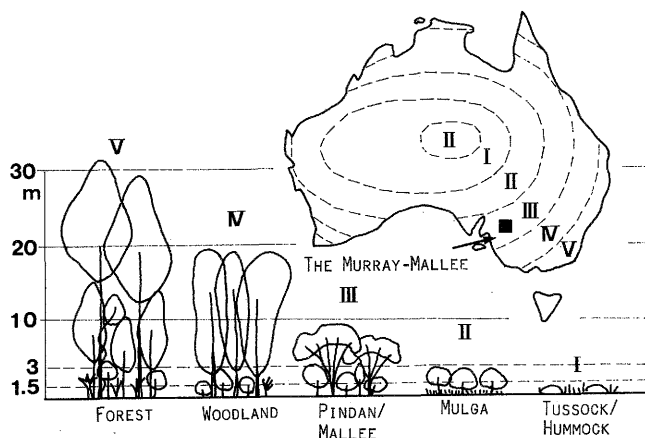 II
I
II
III
IV
V
THE MURRAY-MALLEE
V
IV
III
II
I
30
m
20
10
3
1.5
FOREST
WOODLAND
PINDAN/
MALLEE
MULGA
TUSSOCK/
HUMMOCK